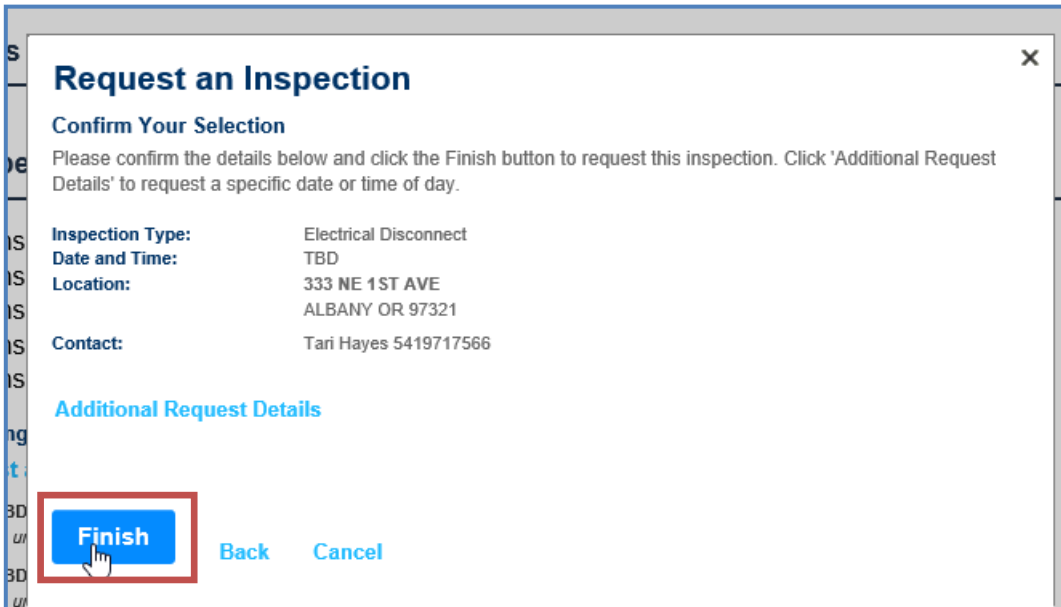 Request an Inspection
Confirm Your Selection
Please confirm the details below and click the Finish button to request this inspection. Click 'Additional Request
Details' to request a specific date or time of day.
Inspection Type: Electrical Disconnect
Date and Time: TBD
Location: 333 NE 1ST AVE
ALBANY OR 97321
Contact: Tari Hayes 5419717566
Additional Request Details
Finish Back Cancel